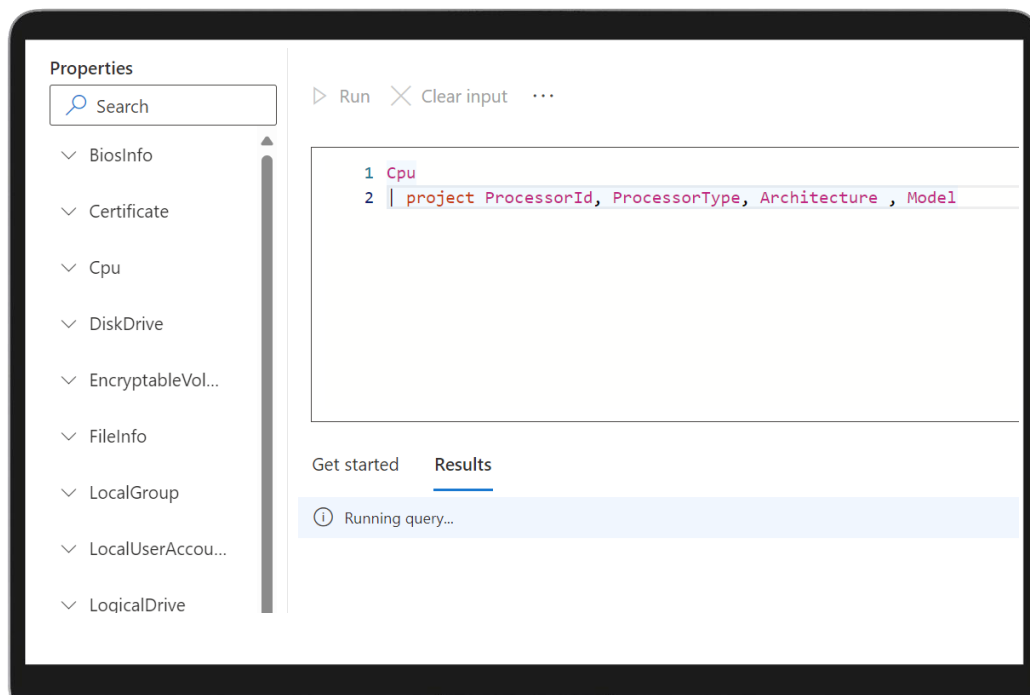 Properties
Search
BiosInfo
Certificate
Cpu
DiskDrive
EncryptableVol...
FileInfo
LocalGroup
LocalUserAccou...
LogicalDrive
Run Clear input ...
1 Cpu
2 | project ProcessorId, ProcessorType, Architecture , Model
Get started Results
Running query...